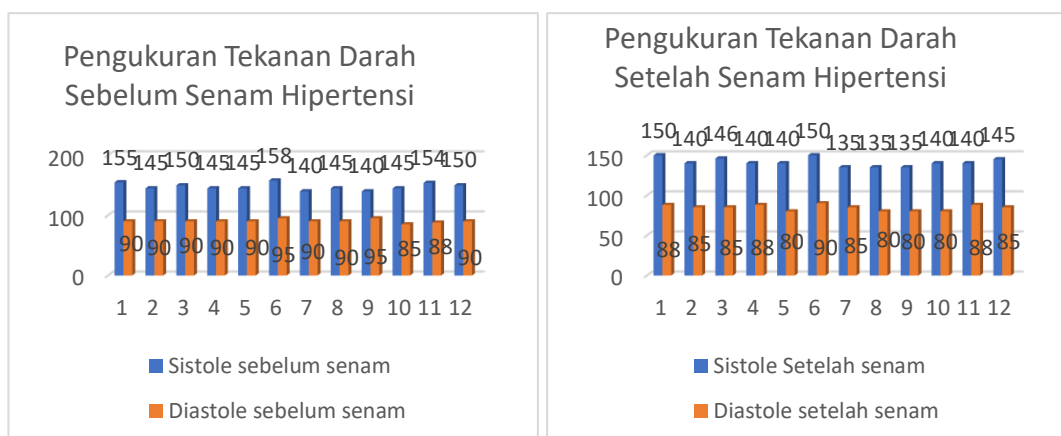 Pengukuran Tekanan Darah
Sebelum Senam Hipertensi
200
100
0
155 145 150 145 145 158 140 145 140 145 154 150
90 90 90 90 90 95 90 90 95 85 88 90
1 2 3 4 5 6 7 8 9 10 11 12
Sistole sebelum senam
Diastole sebelum senam
Pengukuran Tekanan Darah
Setelah Senam Hipertensi
150
100
50
0
150 140 146 140 140 150 135 135 135 140 140 145
88 85 85 88 80 90 85 80 80 80 88 85
1 2 3 4 5 6 7 8 9 10 11 12
Sistole Setelah senam
Diastole setelah senam